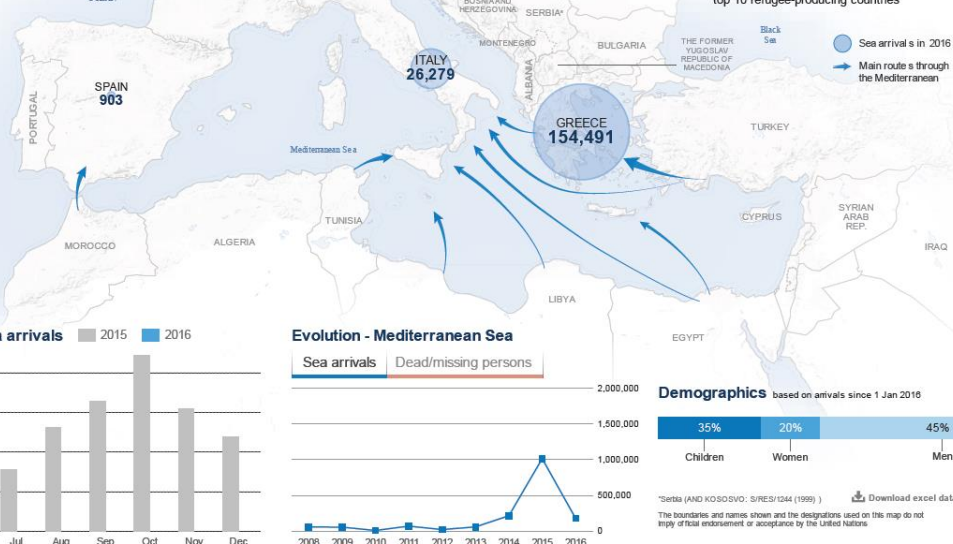 top 10 refugee-producing countries
HERZEGOVINA
SERBIA*
Black
Sea
MONTENEGRO
BULGARIA
THE FORMER
YUGOSLAV
REPUBLIC OF
MACEDONIA
Sea arrivals in 2016
Main routes through
the Mediterranean
ITALY
26,279
ALBANIA
SPAIN
903
PORTUGAL
GREECE
154,491
TURKEY
Mediterranean Sea
TUNISIA
CYPRUS
SYRIAN
ARAB
REP.
MOROCCO
ALGERIA
IRAQ
LIBYA
EGYPT
arrivals
2015
2016
Evolution - Mediterranean Sea
Sea arrivals
Dead/missing persons
2,000,000
1,500,000
1,000,000
500,000
0
2008 2009 2010 2011 2012 2013 2014 2015 2016
Jul Aug Sep Oct Nov Dec
Demographics based on arrivals since 1 Jan 2016
35% 20% 45%
Children Women Men
*Serbia (AND KOSOSVO: S/RES/1244 (1999) )
Download excel data
The boundaries and names shown and the designations used on this map do not
imply official endorsement or acceptance by the United Nations